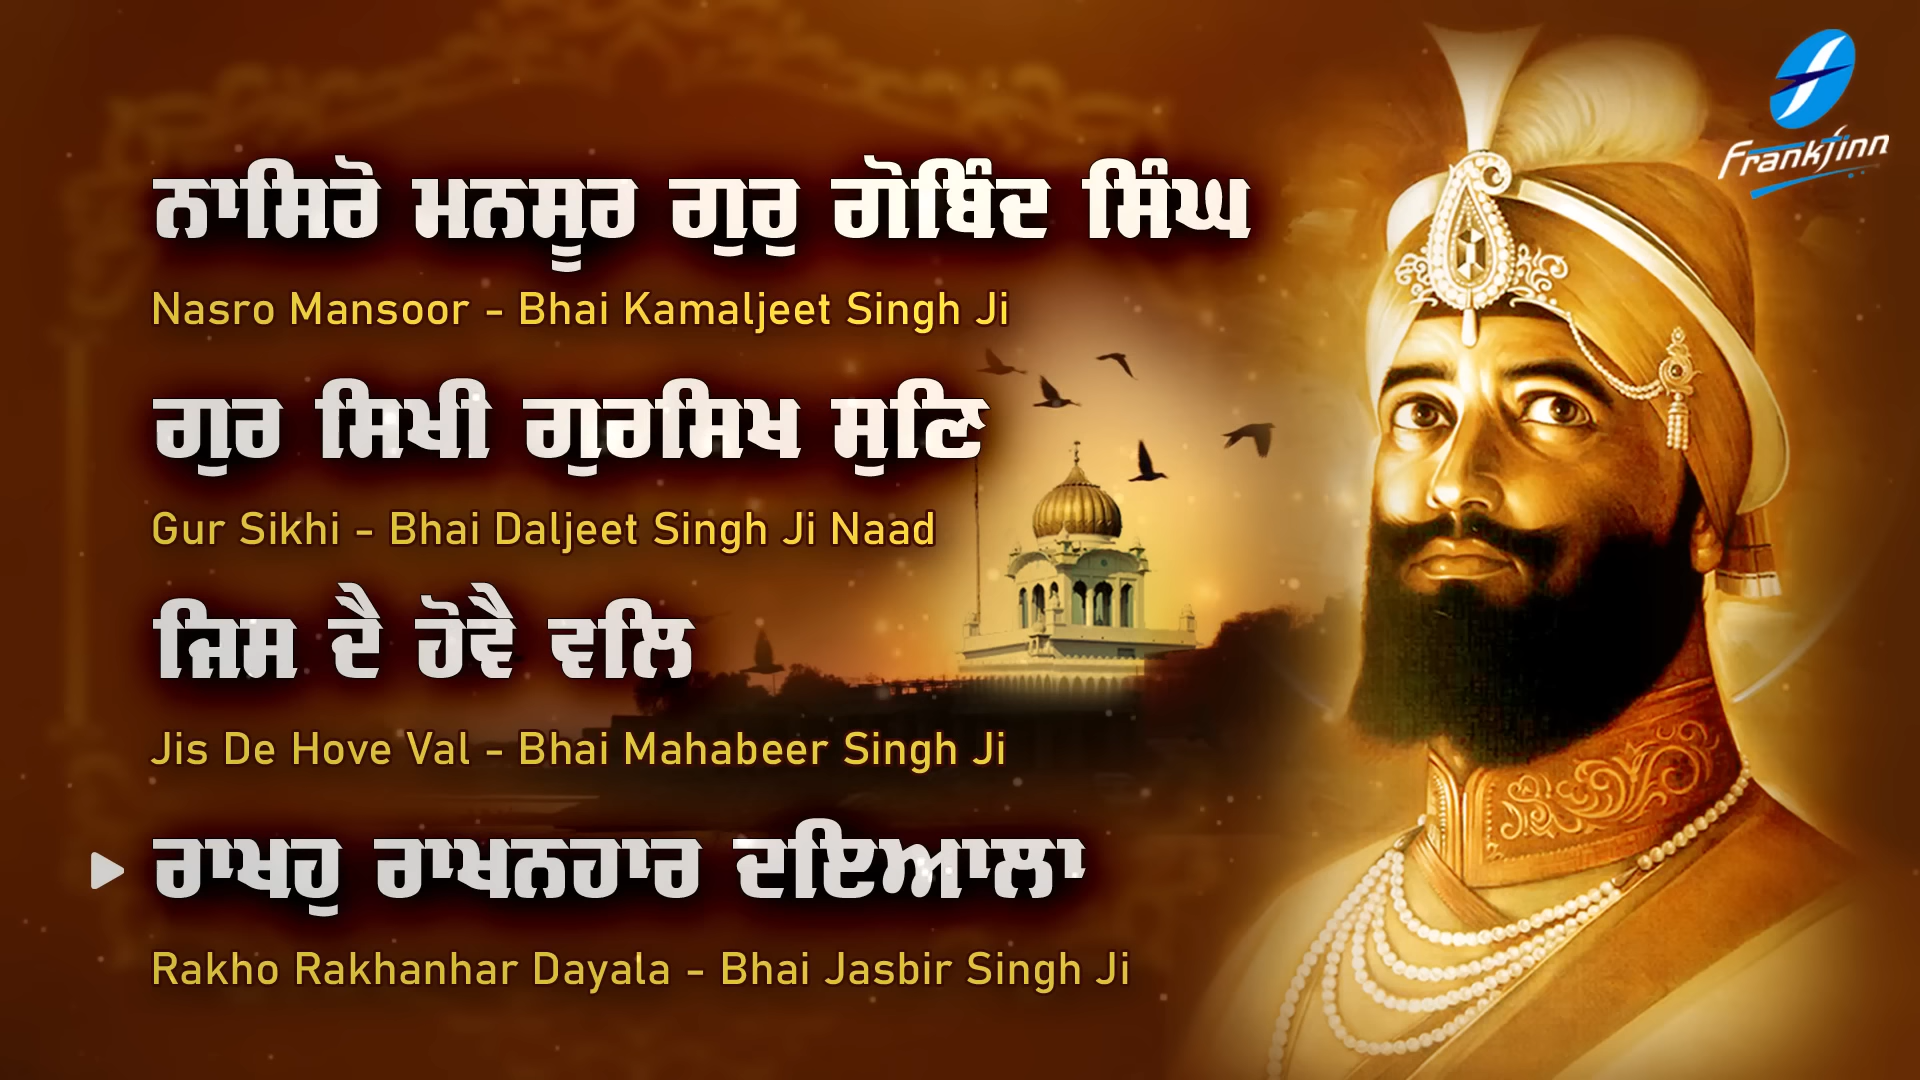 Frankfinn
ਨਾਸਿਰੋ ਮਨਸੂਰ ਗੁਰੁ ਗੋਬਿੰਦ ਸਿੰਘ
Nasro Mansoor - Bhai Kamaljeet Singh Ji
ਗੁਰ ਸਿਖੀ ਗੁਰਸਿਖ ਸੁਣਿ
Gur Sikhi - Bhai Daljeet Singh Ji Naad
ਜਿਸ ਦੈ ਹੋਵੈ ਵਲਿ
Jis De Hove Val - Bhai Mahabeer Singh Ji
ਰਾਖਹੁ ਰਾਖਨਹਾਰ ਦਇਆਲਾ
Rakho Rakhanhar Dayala - Bhai Jasbir Singh Ji